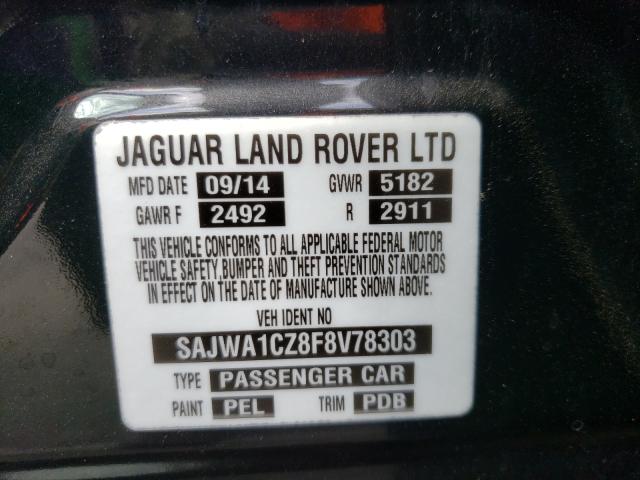 JAGUAR LAND ROVER LTD
MFD DATE 09/14 GVWR 5182
GAWR F 2492 R 2911
THIS VEHICLE CONFORMS TO ALL APPLICABLE FEDERAL MOTOR
VEHICLE SAFETY,BUMPER AND THEFT PREVENTION STANDARDS
IN EFFECT ON THE DATE OF MANUFACTURE SHOWN ABOVE.
VEH IDENT NO
SAJWA1CZ8F8V78303
TYPE PASSENGER CAR
PAINT PEL TRIM PDB